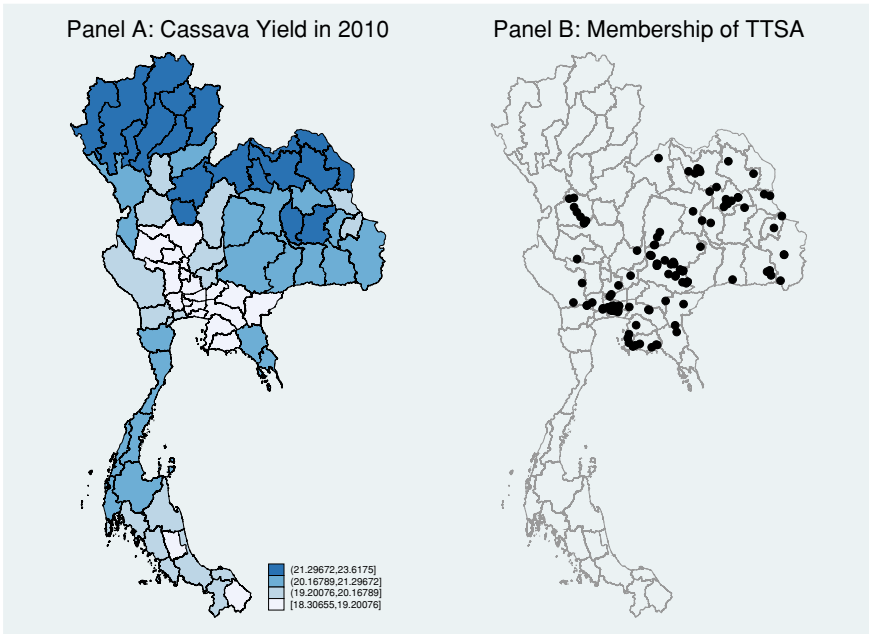 Panel A: Cassava Yield in 2010
Panel B: Membership of TTSA
(21.29672,23.6175]
(20.16789,21.29672]
(19.20076,20.16789]
[18.30655,19.20076]